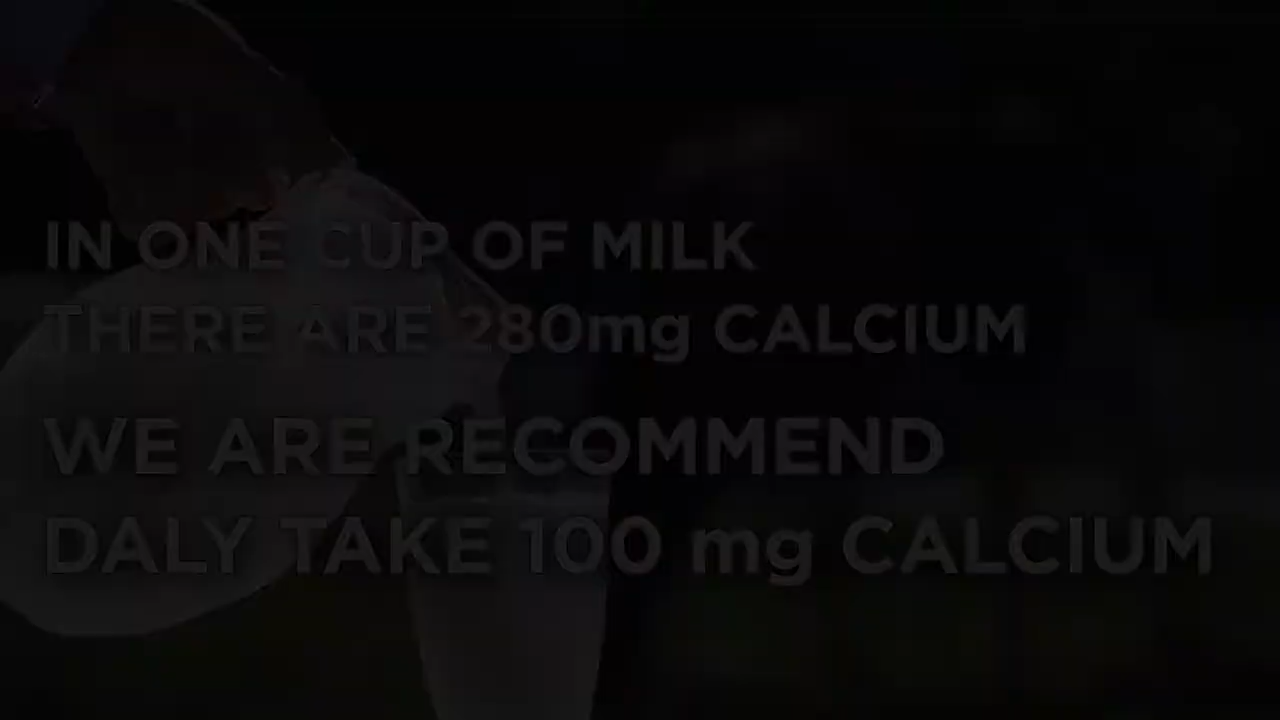 IN ONE CUP OF MILK
THERE ARE 280mg CALCIUM
WE ARE RECOMMEND
DALY TAKE 100 mg CALCIUM